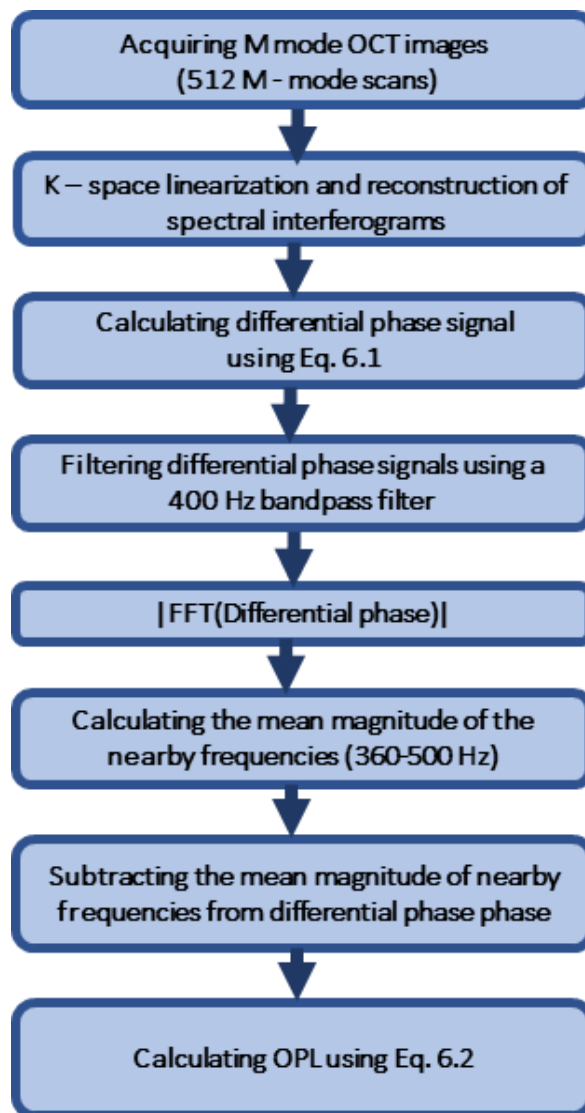 Acquiring M mode OCT images
(512 M - mode scans)
K – space linearization and reconstruction of
spectral interferograms
Calculating differential phase signal
using Eq. 6.1
Filtering differential phase signals using a
400 Hz bandpass filter
|FFT(Differential phase)|
Calculating the mean magnitude of the
nearby frequencies (360-500 Hz)
Subtracting the mean magnitude of nearby
frequencies from differential phase phase
Calculating OPL using Eq. 6.2